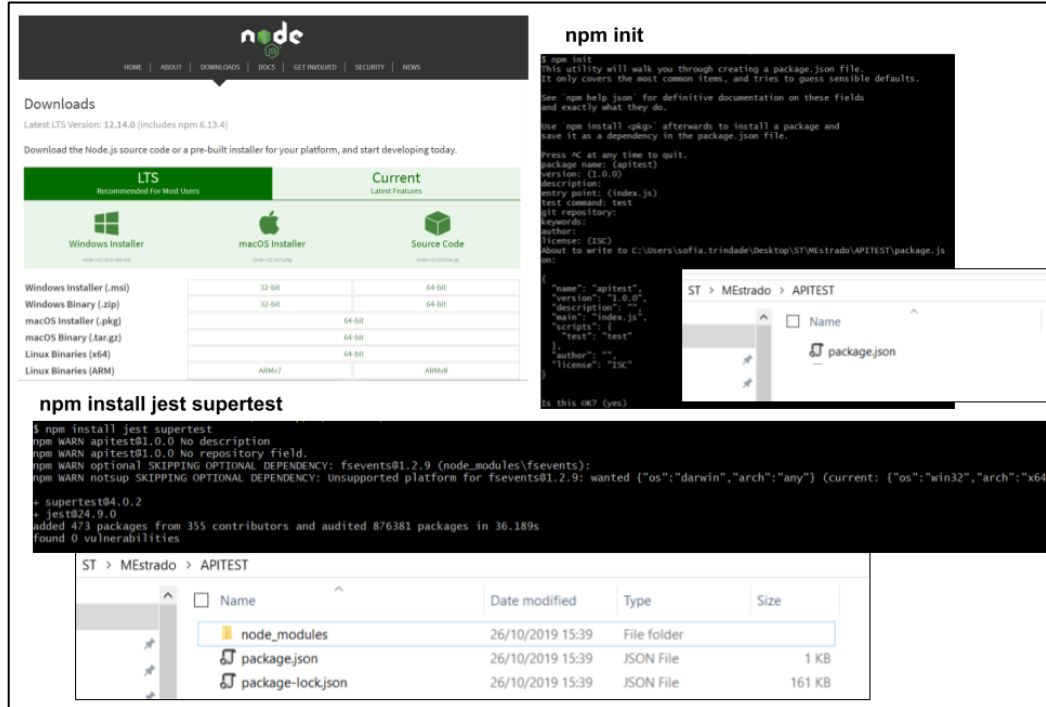 node
JS
HOME | ABOUT | DOWNLOADS | DOCS | GET INVOLVED | SECURITY | NEWS
Downloads
Latest LTS Version: 12.14.0 (includes npm 6.13.4)
Download the Node.js source code or a pre-built installer for your platform, and start developing today.
LTS
Recommended For Most Users
Current
Latest Features
Windows Installer
macOS Installer
Source Code
Windows Installer (.msi) 32-bit 64-bit
Windows Binary (.zip) 32-bit 64-bit
macOS Installer (.pkg) 64-bit
macOS Binary (.tar.gz) 64-bit
Linux Binaries (x64) 64-bit
Linux Binaries (ARM) ARMv7 ARMv8
npm init
$ npm init
This utility will walk you through creating a package.json file.
It only covers the most common items, and tries to guess sensible defaults.
See `npm help json` for definitive documentation on these fields
and exactly what they do.
Use `npm install <pkg>` afterwards to install a package and
save it as a dependency in the package.json file.
Press ^C at any time to quit.
package name: (apitest)
version: (1.0.0)
description:
entry point: (index.js)
test command: test
git repository:
keywords:
author:
license: (ISC)
About to write to C:\Users\sofia.trindade\Desktop\ST\MEstrado\APITEST\package.js
on:
{
"name": "apitest",
"version": "1.0.0",
"description": "",
"main": "index.js",
"scripts": {
"test": "test"
},
"author": "",
"license": "ISC"
}
Is this OK? (yes)
ST > MEstrado > APITEST
Name
package.json
npm install jest supertest
$ npm install jest supertest
npm WARN apitest@1.0.0 No description
npm WARN apitest@1.0.0 No repository field.
npm WARN optional SKIPPING OPTIONAL DEPENDENCY: fsevents@1.2.9 (node_modules\fsevents):
npm WARN notsup SKIPPING OPTIONAL DEPENDENCY: Unsupported platform for fsevents@1.2.9: wanted {"os":"darwin","arch":"any"} (current: {"os":"win32","arch":"x64
+ supertest@4.0.2
+ jest@24.9.0
added 473 packages from 355 contributors and audited 876381 packages in 36.189s
found 0 vulnerabilities
ST > MEstrado > APITEST
Name Date modified Type Size
node_modules 26/10/2019 15:39 File folder
package.json 26/10/2019 15:39 JSON File 1 KB
package-lock.json 26/10/2019 15:39 JSON File 161 KB